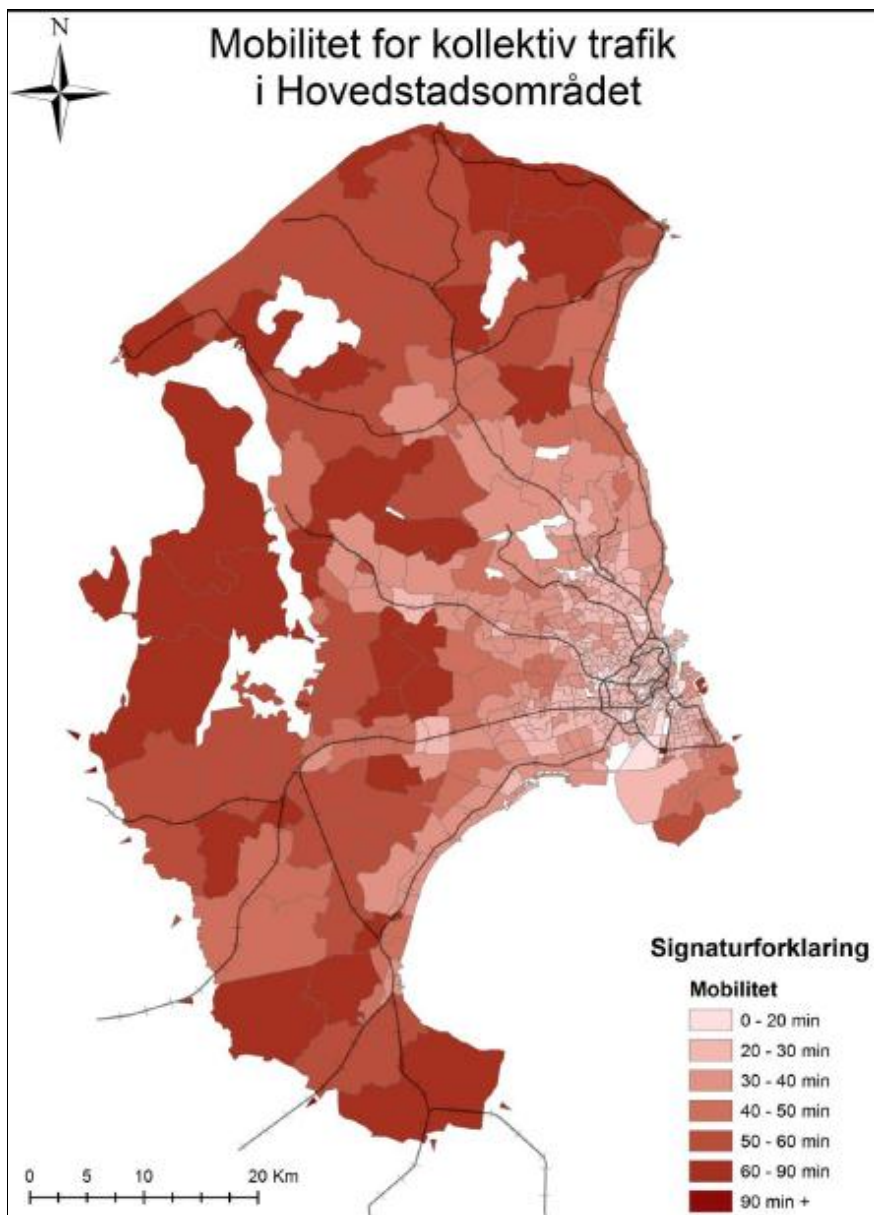 N
Mobilitet for kollektiv trafik
i Hovedstadsområdet
Signaturforklaring
Mobilitet
0 - 20 min
20 - 30 min
30 - 40 min
40 - 50 min
50 - 60 min
60 - 90 min
90 min +
0 5 10 20 Km